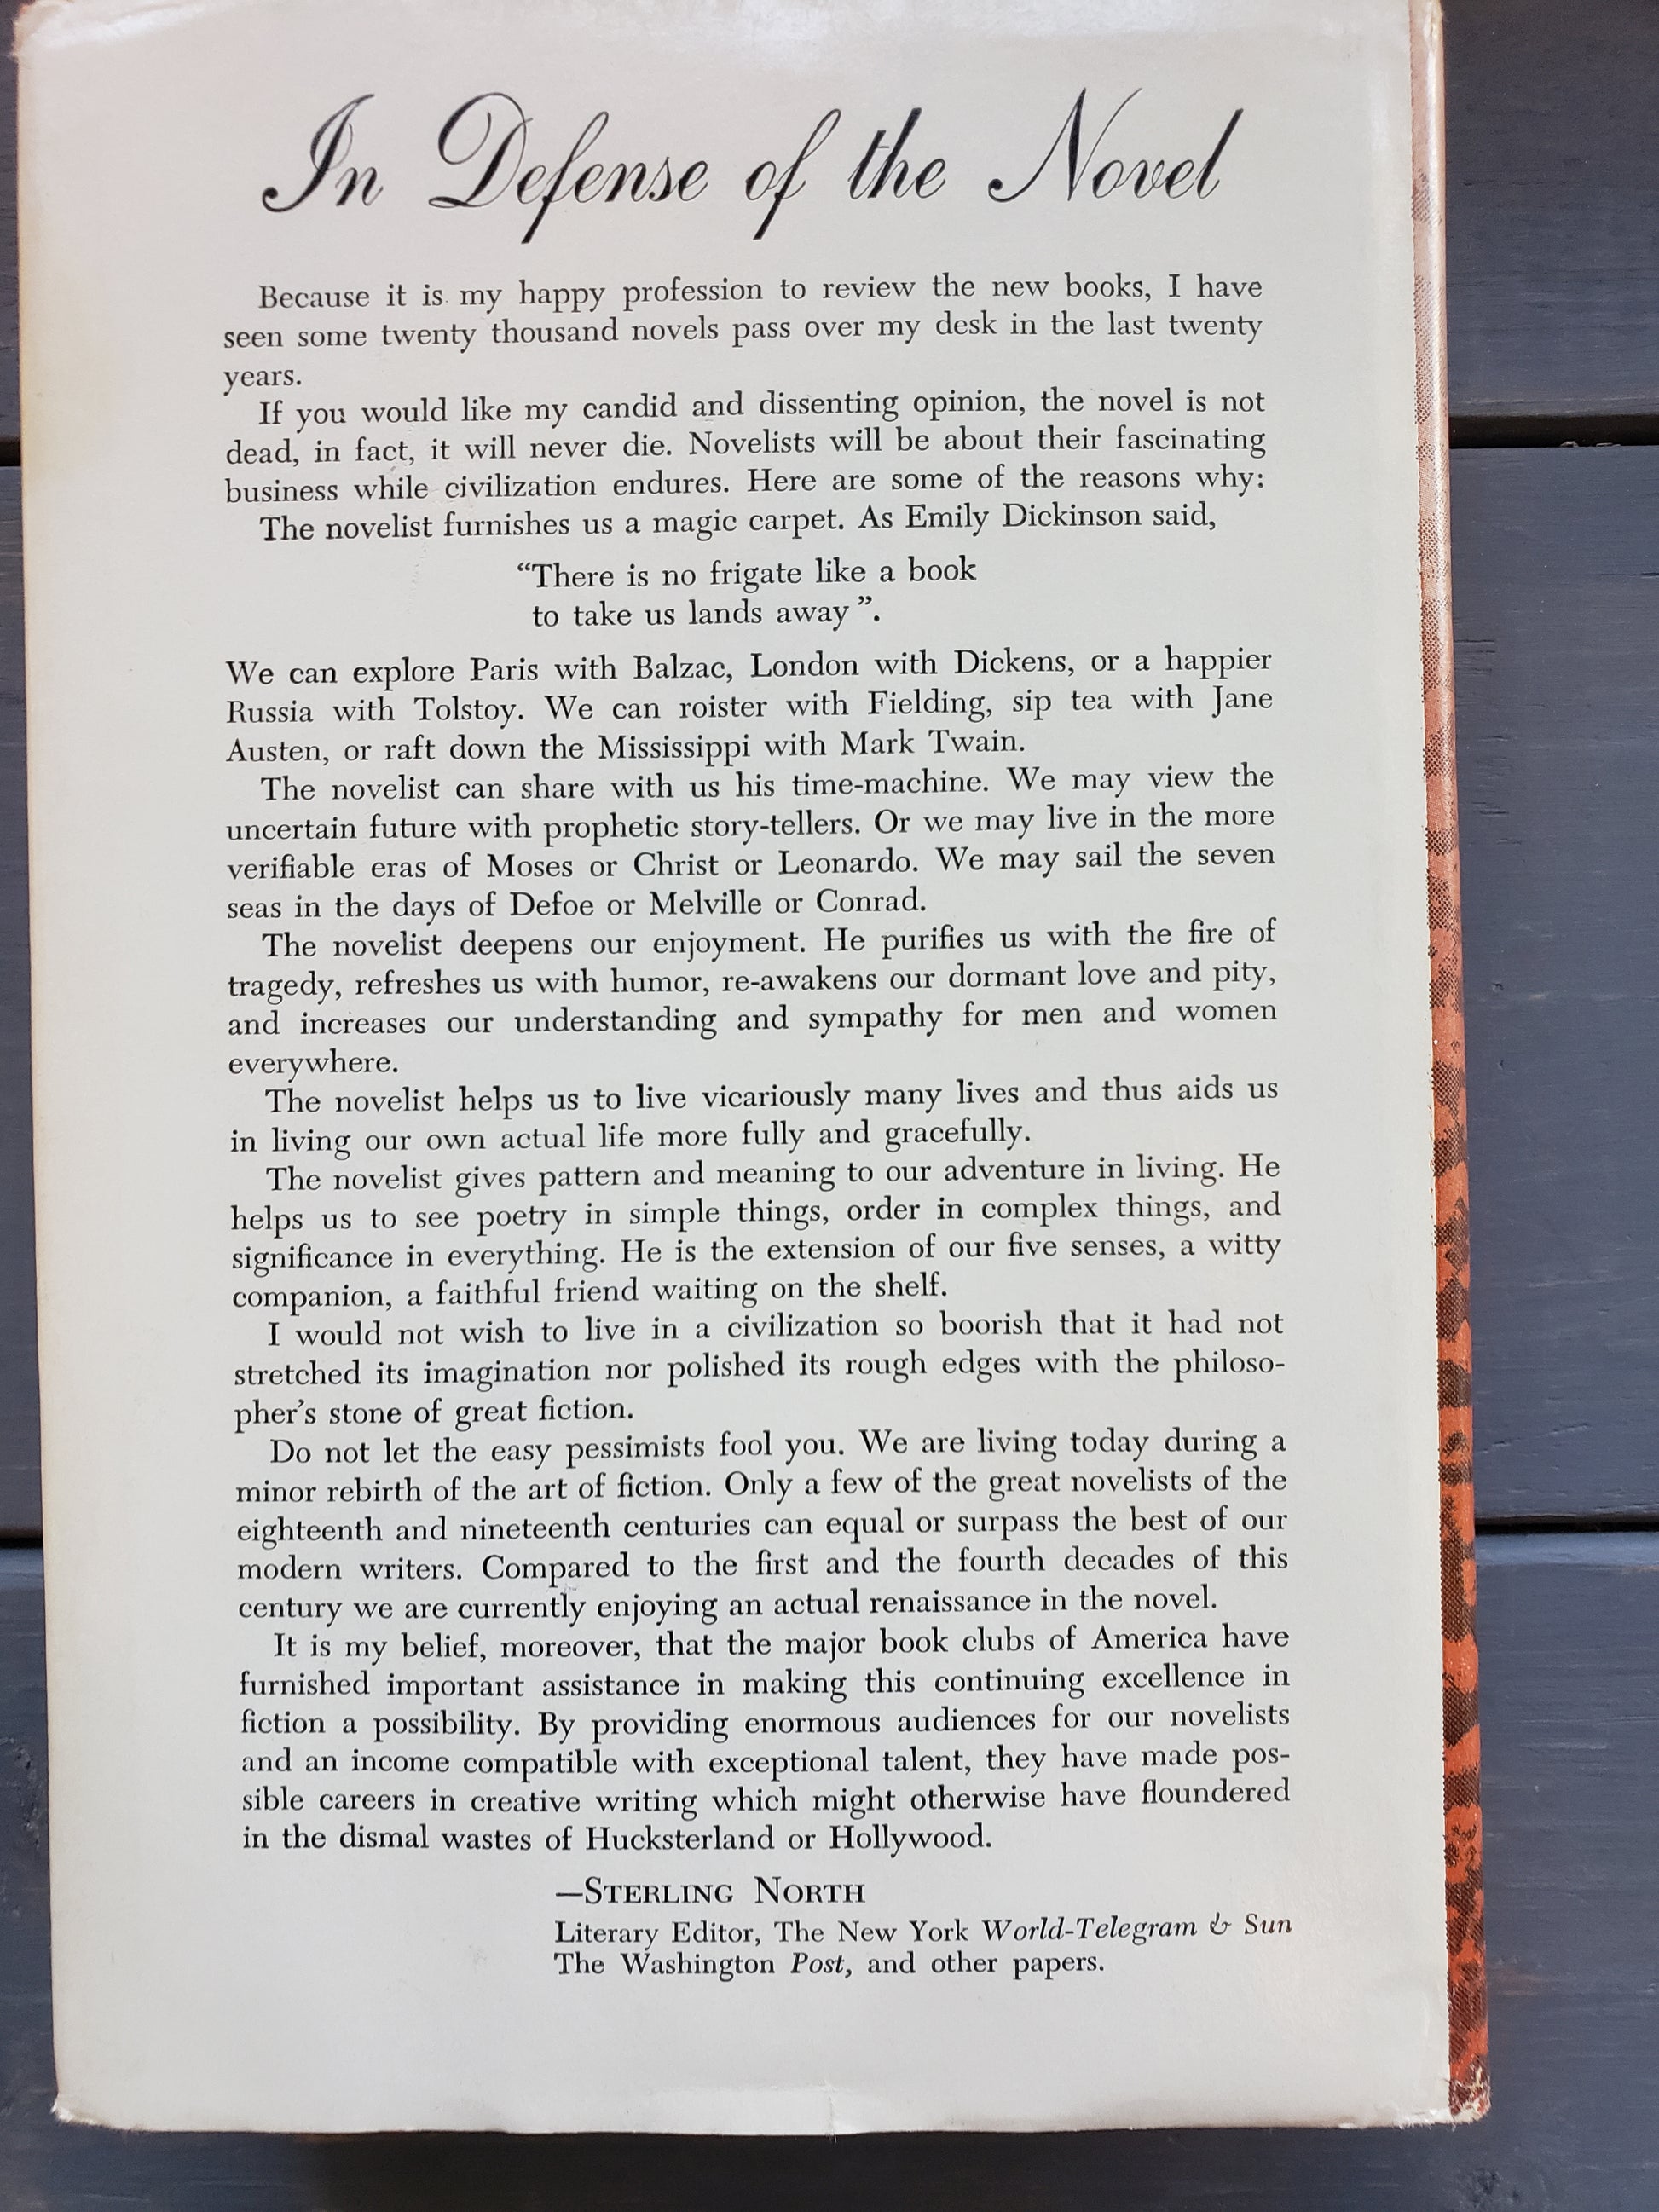 In Defense of the Novel
Because it is my happy profession to review the new books, I have
seen some twenty thousand novels pass over my desk in the last twenty
years.
If you would like my candid and dissenting opinion, the novel is not
dead, in fact, it will never die. Novelists will be about their fascinating
business while civilization endures. Here are some of the reasons why:
The novelist furnishes us a magic carpet. As Emily Dickinson said,
“There is no frigate like a book
to take us lands away”.
We can explore Paris with Balzac, London with Dickens, or a happier
Russia with Tolstoy. We can roister with Fielding, sip tea with Jane
Austen, or raft down the Mississippi with Mark Twain.
The novelist can share with us his time-machine. We may view the
uncertain future with prophetic story-tellers. Or we may live in the more
verifiable eras of Moses or Christ or Leonardo. We may sail the seven
seas in the days of Defoe or Melville or Conrad.
The novelist deepens our enjoyment. He purifies us with the fire of
tragedy, refreshes us with humor, re-awakens our dormant love and pity,
and increases our understanding and sympathy for men and women
everywhere.
The novelist helps us to live vicariously many lives and thus aids us
in living our own actual life more fully and gracefully.
The novelist gives pattern and meaning to our adventure in living. He
helps us to see poetry in simple things, order in complex things, and
significance in everything. He is the extension of our five senses, a witty
companion, a faithful friend waiting on the shelf.
I would not wish to live in a civilization so boorish that it had not
stretched its imagination nor polished its rough edges with the philoso-
pher’s stone of great fiction.
Do not let the easy pessimists fool you. We are living today during a
minor rebirth of the art of fiction. Only a few of the great novelists of the
eighteenth and nineteenth centuries can equal or surpass the best of our
modern writers. Compared to the first and the fourth decades of this
century we are currently enjoying an actual renaissance in the novel.
It is my belief, moreover, that the major book clubs of America have
furnished important assistance in making this continuing excellence in
fiction a possibility. By providing enormous audiences for our novelists
and an income compatible with exceptional talent, they have made pos-
sible careers in creative writing which might otherwise have floundered
in the dismal wastes of Hucksterland or Hollywood.
—STERLING NORTH
Literary Editor, The New York World-Telegram & Sun
The Washington Post, and other papers.